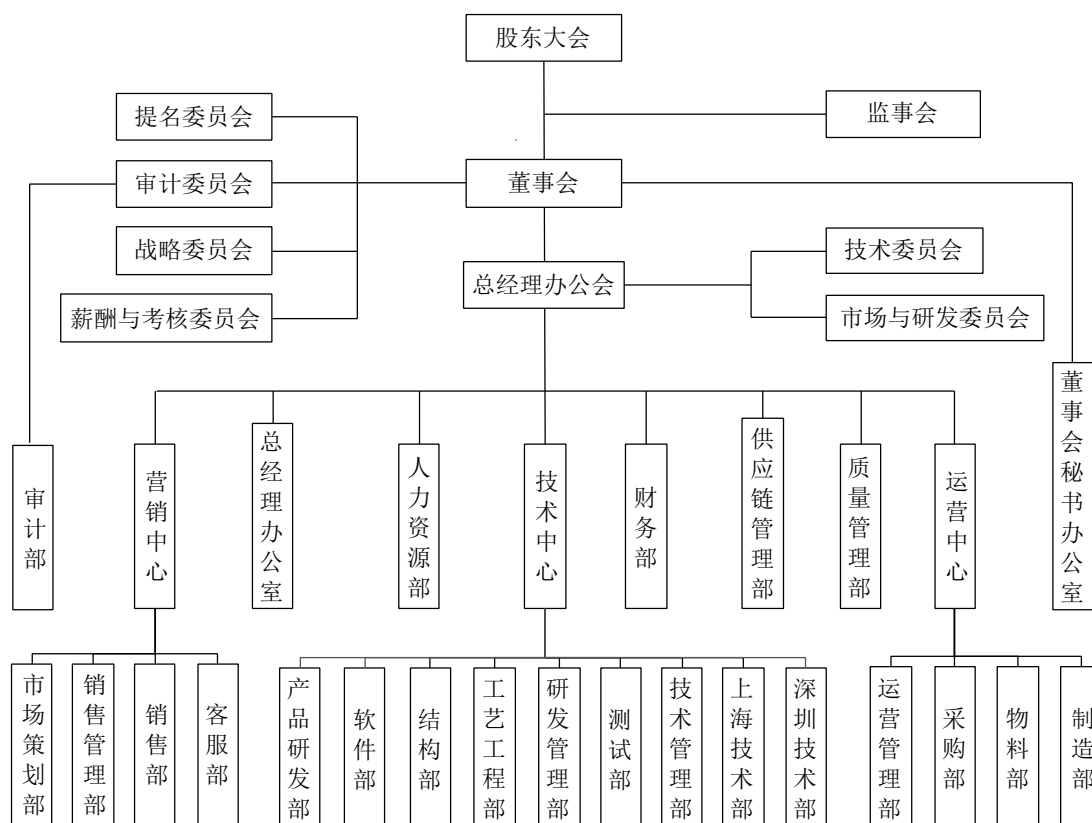 股东大会
提名委员会
监事会
审计委员会
董事会
战略委员会
技术委员会
总经理办公会
薪酬与考核委员会
市场与研发委员会
审计部
营销中心
总经理办公室
人力资源部
技术中心
财务部
供应链管理部
质量管理部
运营中心
董事会秘书办公室
市场策划部
销售管理部
销售部
客服部
产品研发部
软件部
结构部
工艺工程部
研发管理部
测试部
技术管理部
上海技术部
深圳技术部
运营管理部
采购部
物料部
制造部